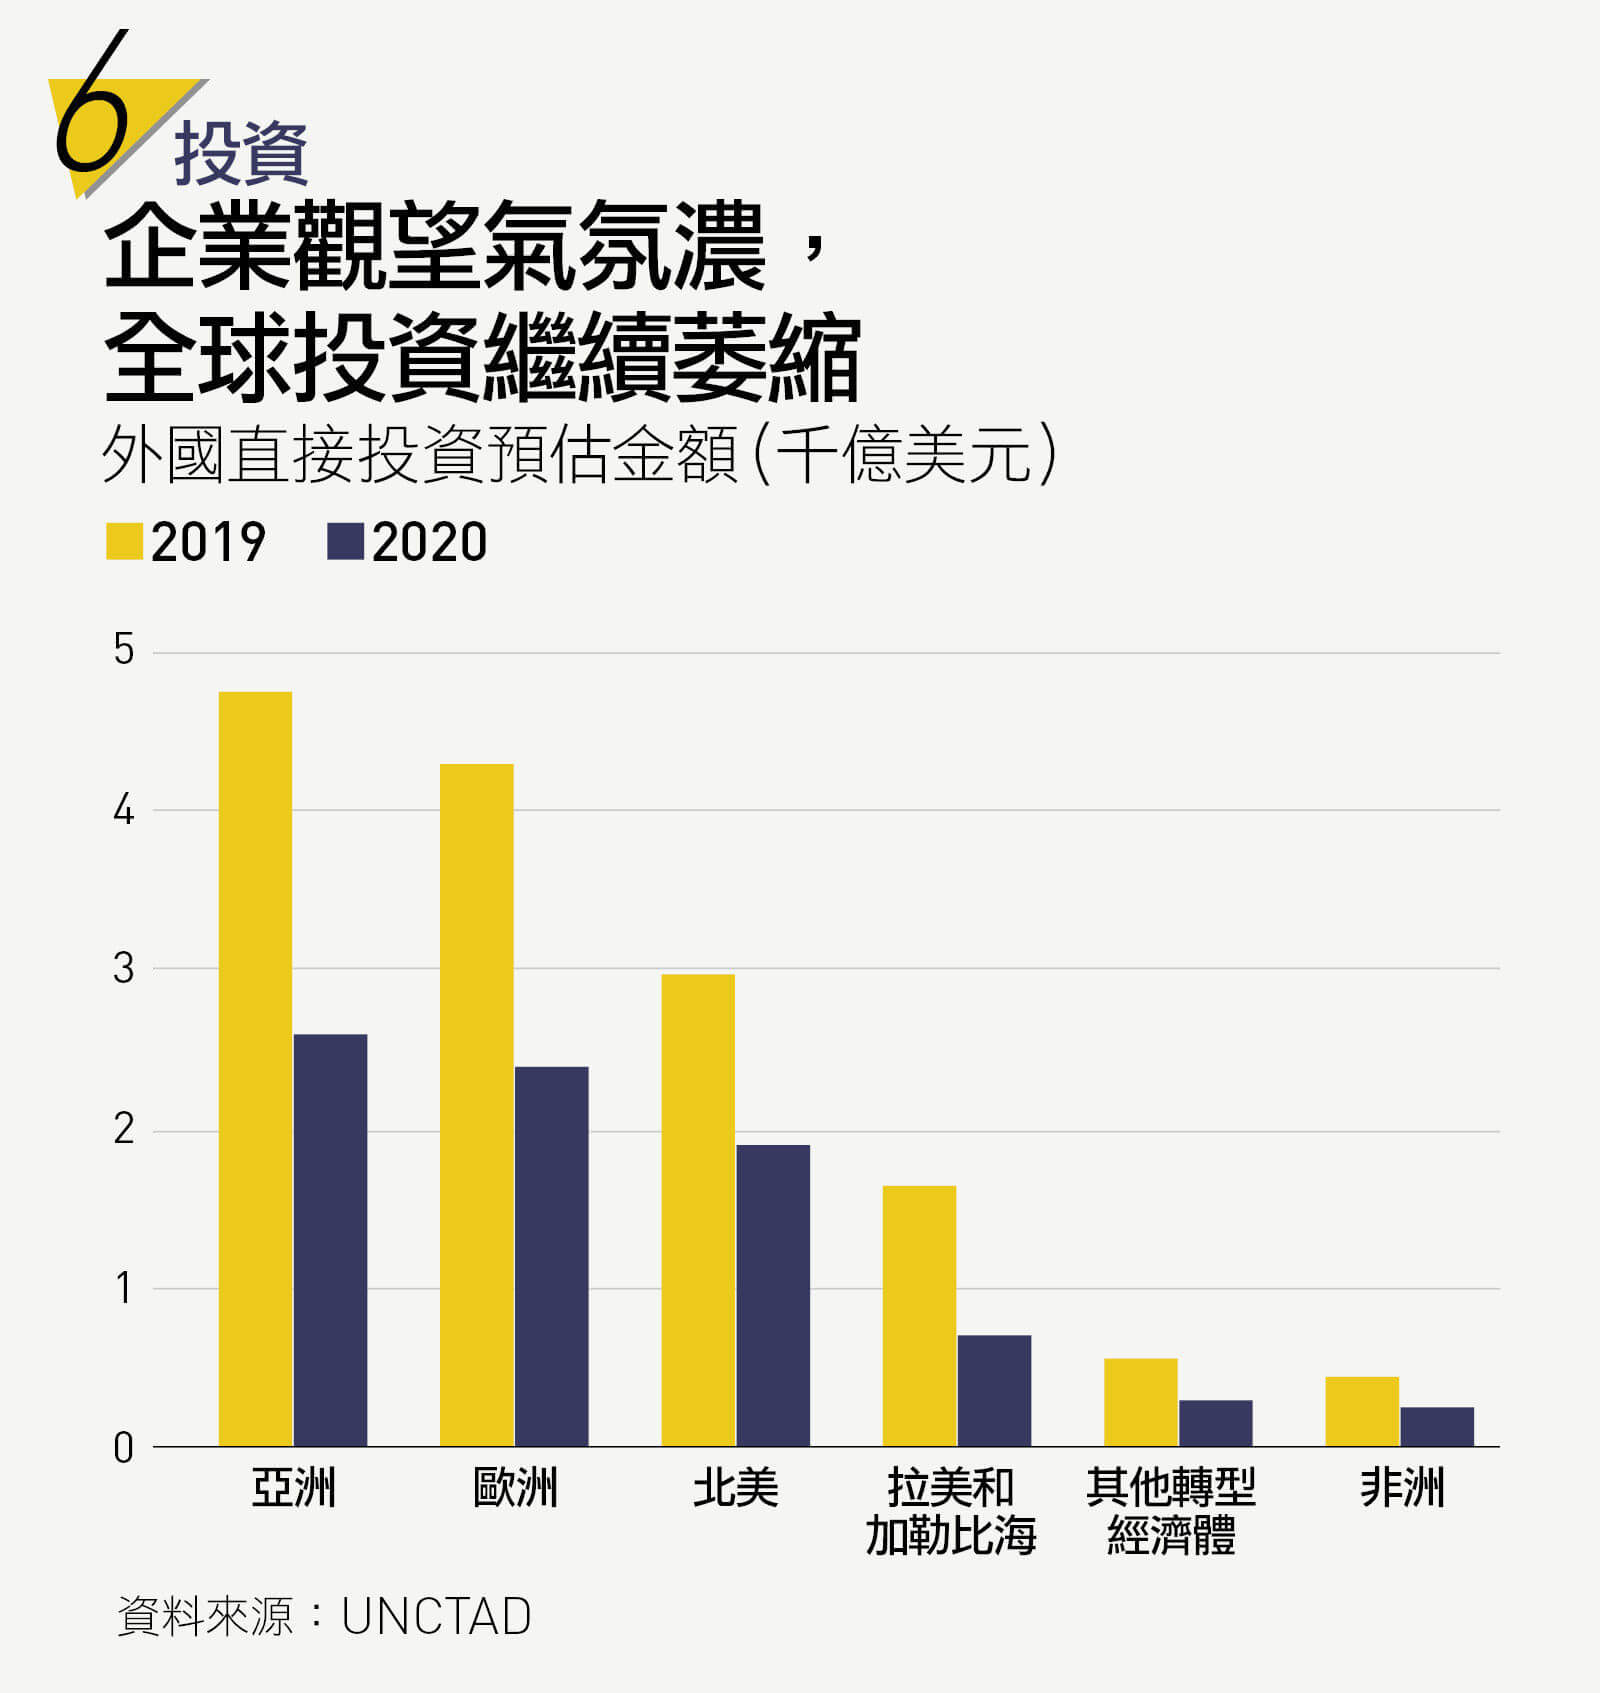 6
投資
企業觀望氣氛濃，
全球投資繼續萎縮
外國直接投資預估金額(千億美元)
2019 2020
5
4
3
2
1
0
亞洲 歐洲 北美 拉美和 其他轉型 非洲
加勒比海 經濟體
資料來源：UNCTAD